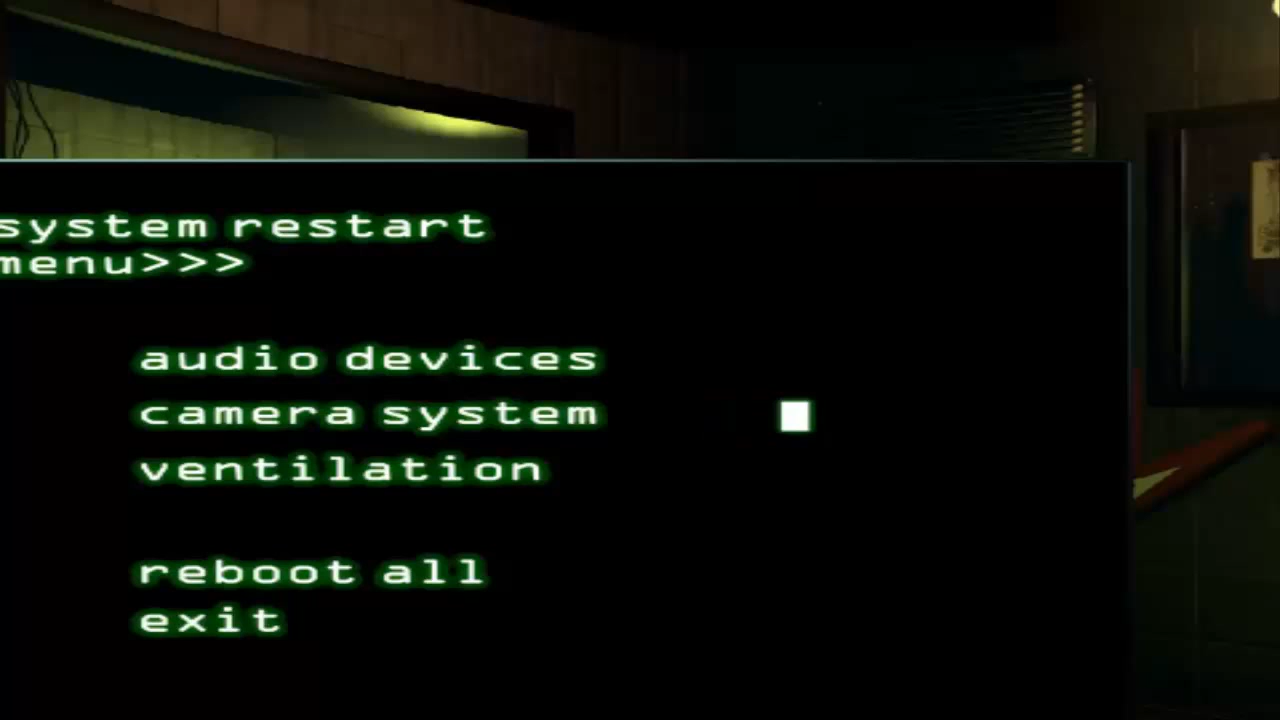 system restart
menu>>>
audio devices
camera system
ventilation
reboot all
exit